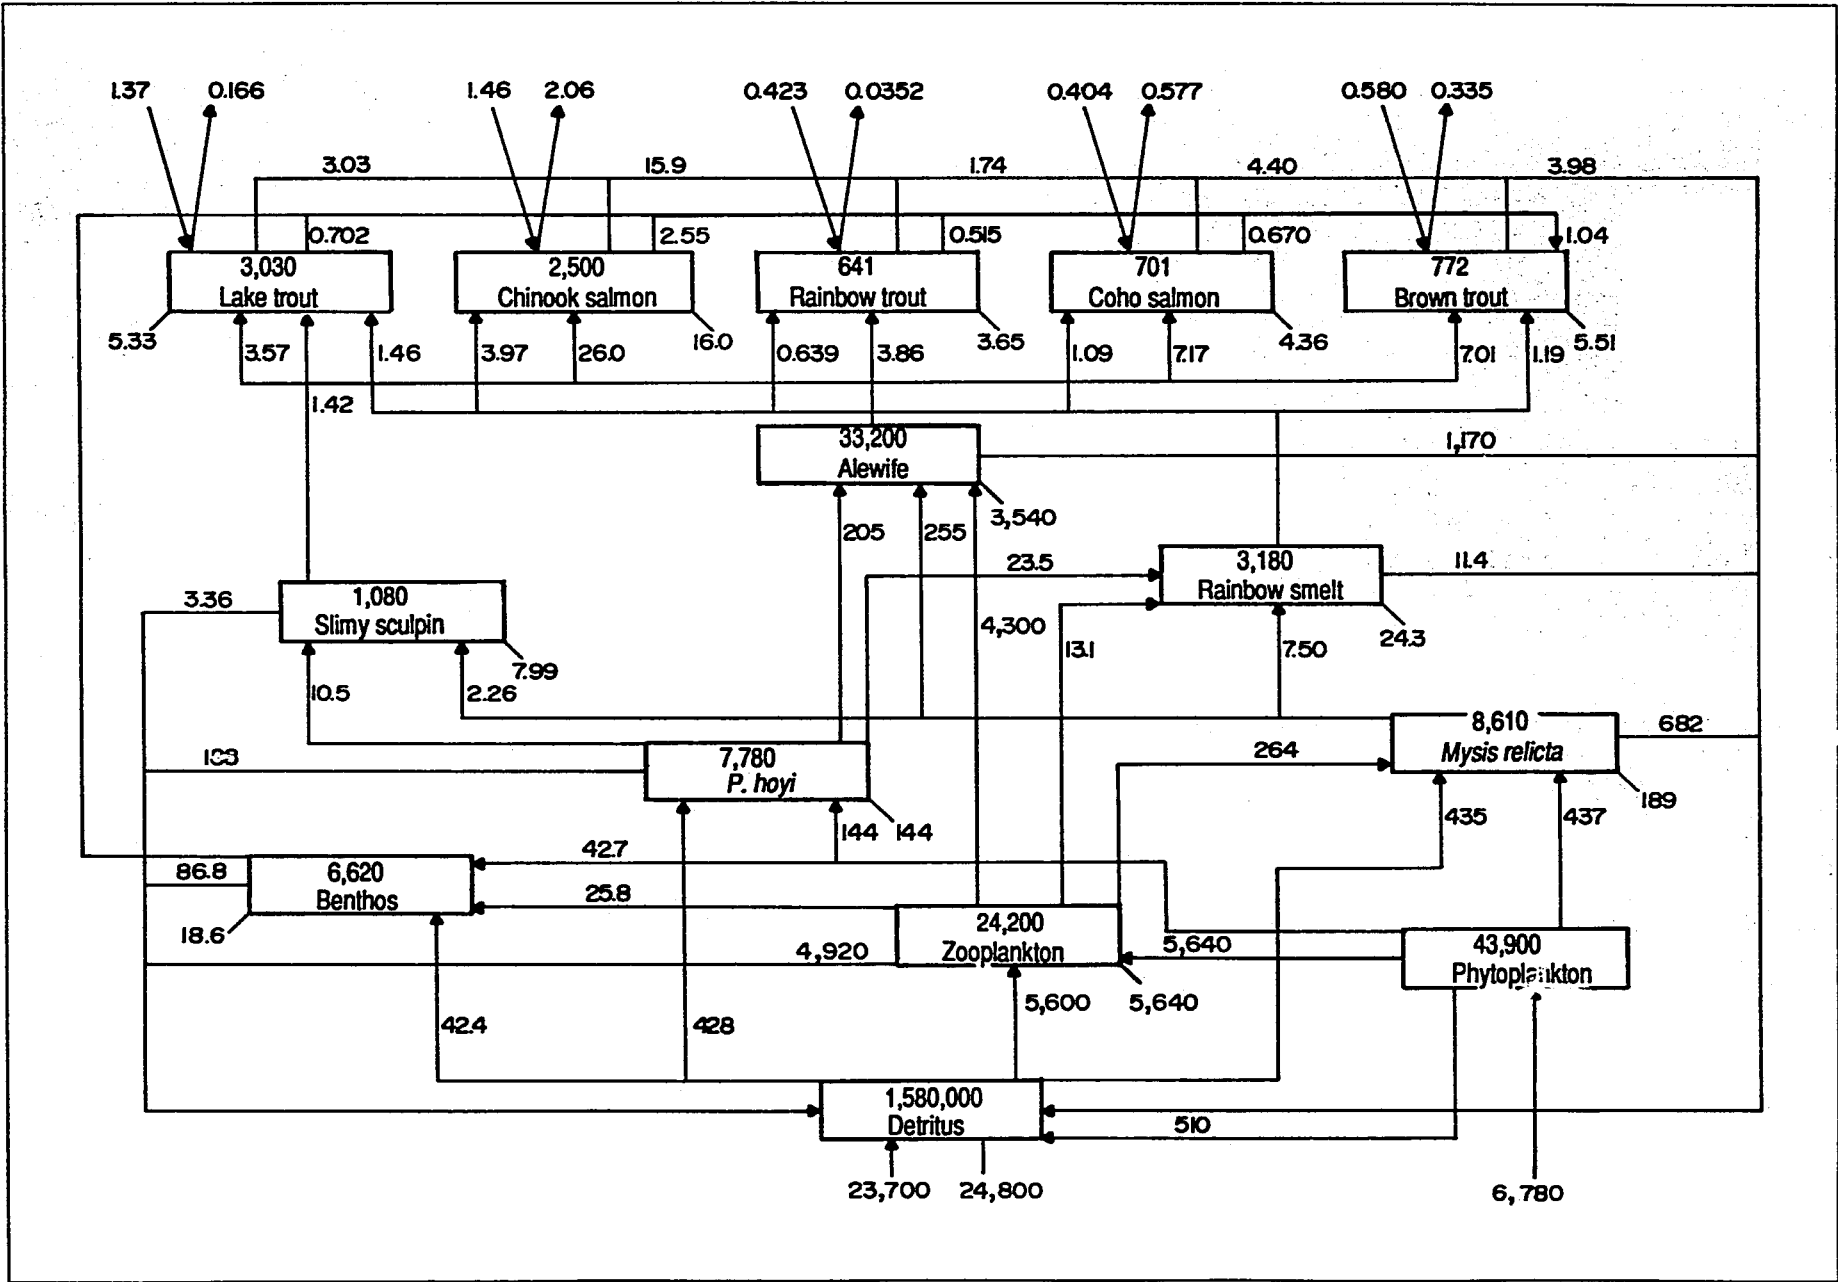 1.37 0.166 1.46 2.06 0.423 0.0352 0.404 0.577 0.580 0.335
3.03 15.9 1.74 4.40 3.98
0.702 2.55 0.515 0.670 1.04
3,030 2,500 641 701 772
Lake trout Chinook salmon Rainbow trout Coho salmon Brown trout
5.33 3.57 1.46 3.97 26.0 16.0 0.639 3.86 3.65 1.09 7.17 4.36 7.01 1.19 5.51
1.42
33,200
Alewife
1,170
3,540
205 255
23.5
3,180
Rainbow smelt
11.4
3.36
1,080
Slimy sculpin
7.99
4,300
13.1
7.50
24.3
10.5 2.26
8,610
Mysis relicta
682
7,780
P. hoyi
264
189
144 144
435 437
42.7
86.8
6,620
Benthos
25.8
18.6
24,200
Zooplankton
4,920
5,640
43,900
Phytoplankton
5,600 5,640
42.4 428
1,580,000
Detritus
510
23,700 24,800 6,780